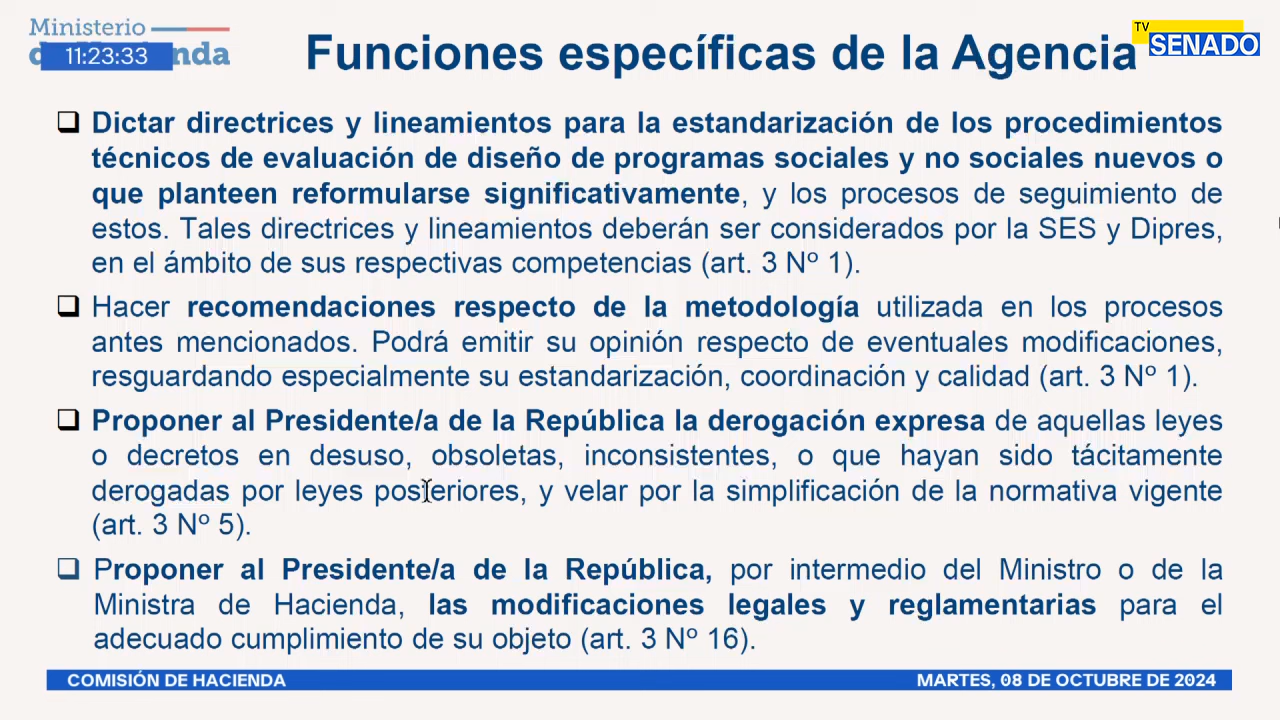 Ministerio
11:23:33
Funciones específicas de la Agencia
TV
SENADO
❑ Dictar directrices y lineamientos para la estandarización de los procedimientos
técnicos de evaluación de diseño de programas sociales y no sociales nuevos o
que planteen reformularse significativamente, y los procesos de seguimiento de
estos. Tales directrices y lineamientos deberán ser considerados por la SES y Dipres,
en el ámbito de sus respectivas competencias (art. 3 Nº 1).
❑ Hacer recomendaciones respecto de la metodología utilizada en los procesos
antes mencionados. Podrá emitir su opinión respecto de eventuales modificaciones,
resguardando especialmente su estandarización, coordinación y calidad (art. 3 Nº 1).
❑ Proponer al Presidente/a de la República la derogación expresa de aquellas leyes
o decretos en desuso, obsoletas, inconsistentes, o que hayan sido tácitamente
derogadas por leyes posteriores, y velar por la simplificación de la normativa vigente
(art. 3 Nº 5).
❑ Proponer al Presidente/a de la República, por intermedio del Ministro o de la
Ministra de Hacienda, las modificaciones legales y reglamentarias para el
adecuado cumplimiento de su objeto (art. 3 Nº 16).
COMISIÓN DE HACIENDA
MARTES, 08 DE OCTUBRE DE 2024